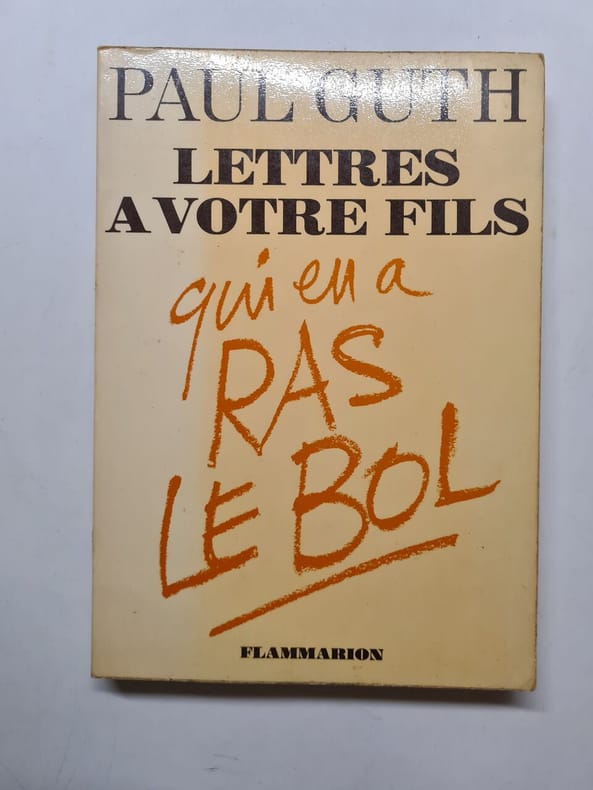 PAUL GUTH
LETTRES
A VOTRE FILS
qui en a
RAS
LE BOL
FLAMMARION